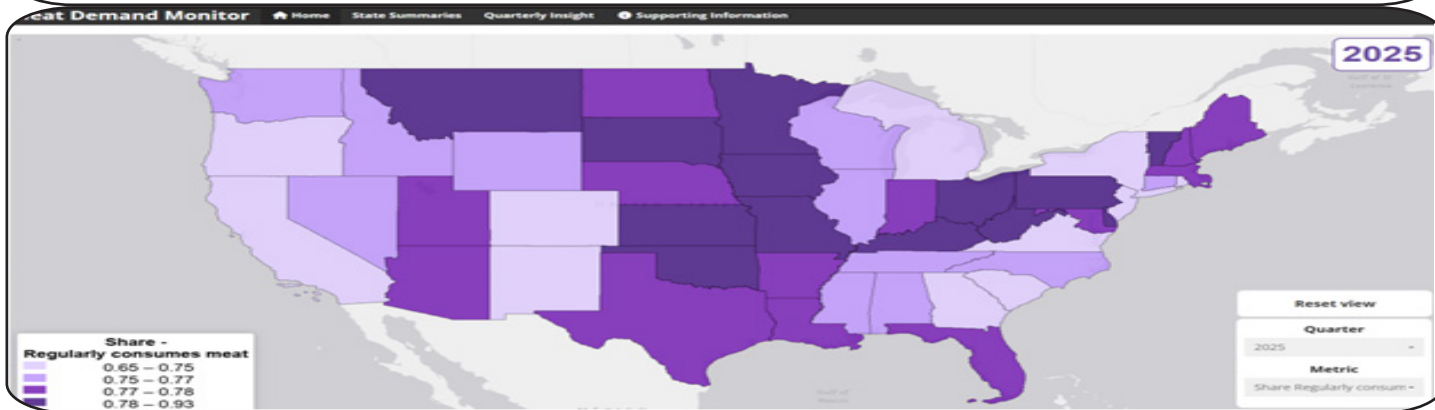 eat Demand Monitor Home State Summaries Quarterly Insight Supporting Information
2025
Reset view
Quarter
2025
Metric
Share Regularly consum
Share -
Regularly consumes meat
0.65 – 0.75
0.75 – 0.77
0.77 – 0.78
0.78 – 0.93